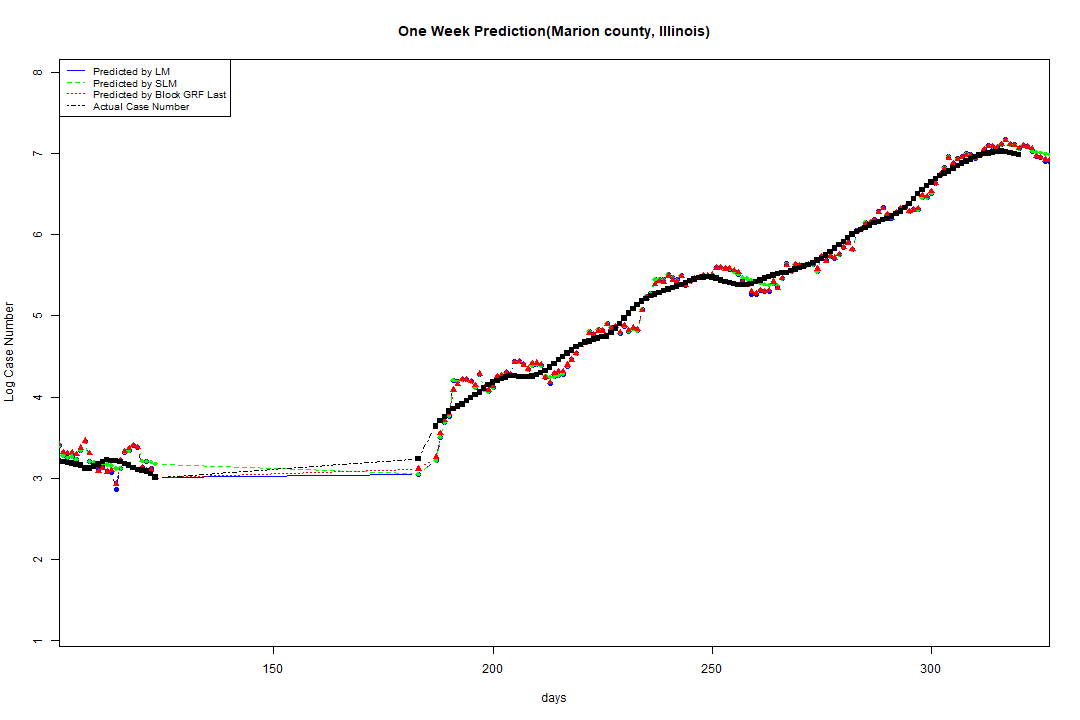 One Week Prediction(Marion county, Illinois)
Predicted by LM
Predicted by SLM
Predicted by Block GRF Last
Actual Case Number
8
7
6
5
4
3
2
1
Log Case Number
150 200 250 300
days